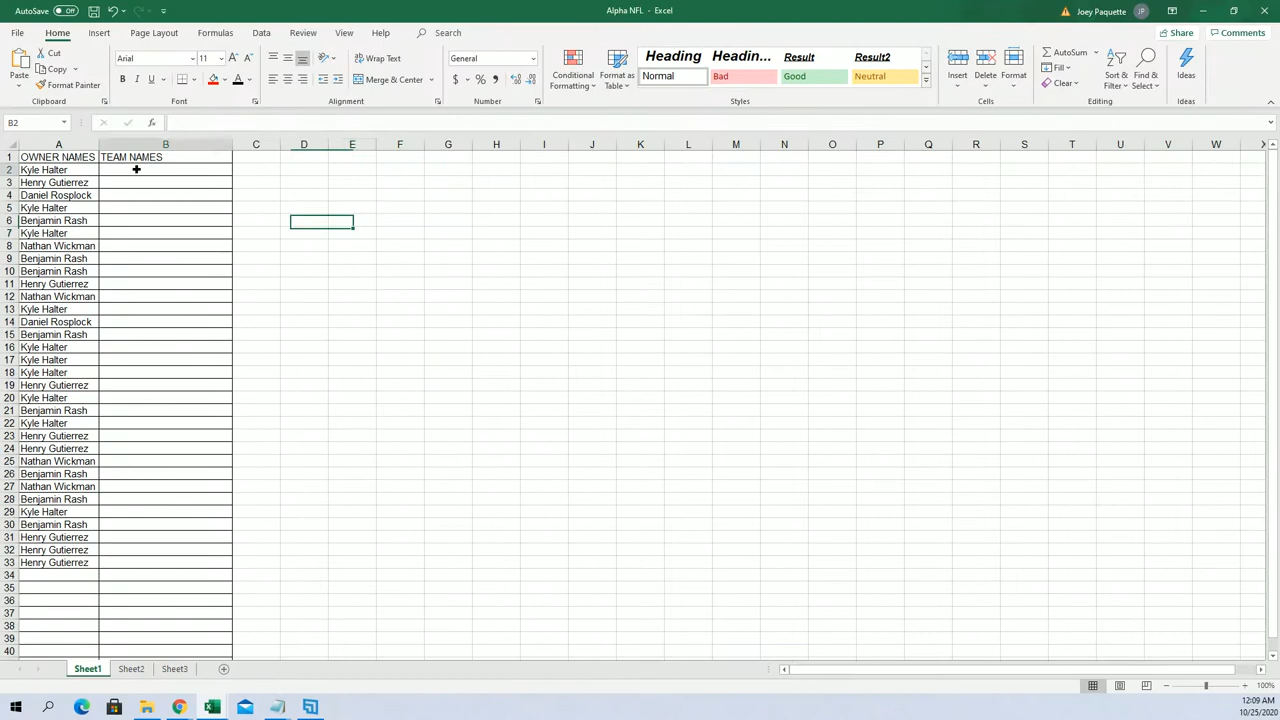 AutoSave Off Alpha NFL - Excel Joey Paquette JP
File Home Insert Page Layout Formulas Data Review View Help Search Share Comments
Paste Cut Copy Format Painter Clipboard
Arial 11 B I U A Font
Wrap Text Merge & Center Alignment
General $ % Number
Conditional Formatting Format as Table Heading Headin... Result Result2 Normal Bad Good Neutral Styles
Insert Delete Format Cells
AutoSum Fill Clear Sort & Filter Find & Select Editing
Ideas Ideas
B2 fx
A B C D E F G H I J K L M N O P Q R S T U V W X
1 OWNER NAMES TEAM NAMES
2 Kyle Halter
3 Henry Gutierrez
4 Daniel Rosplock
5 Kyle Halter
6 Benjamin Rash
7 Kyle Halter
8 Nathan Wickman
9 Benjamin Rash
10 Benjamin Rash
11 Henry Gutierrez
12 Nathan Wickman
13 Kyle Halter
14 Daniel Rosplock
15 Benjamin Rash
16 Kyle Halter
17 Kyle Halter
18 Kyle Halter
19 Henry Gutierrez
20 Kyle Halter
21 Benjamin Rash
22 Kyle Halter
23 Henry Gutierrez
24 Henry Gutierrez
25 Nathan Wickman
26 Benjamin Rash
27 Nathan Wickman
28 Benjamin Rash
29 Kyle Halter
30 Benjamin Rash
31 Henry Gutierrez
32 Henry Gutierrez
33 Henry Gutierrez
34
35
36
37
38
39
40
Sheet1 Sheet2 Sheet3
100%
12:09 AM
10/25/2020